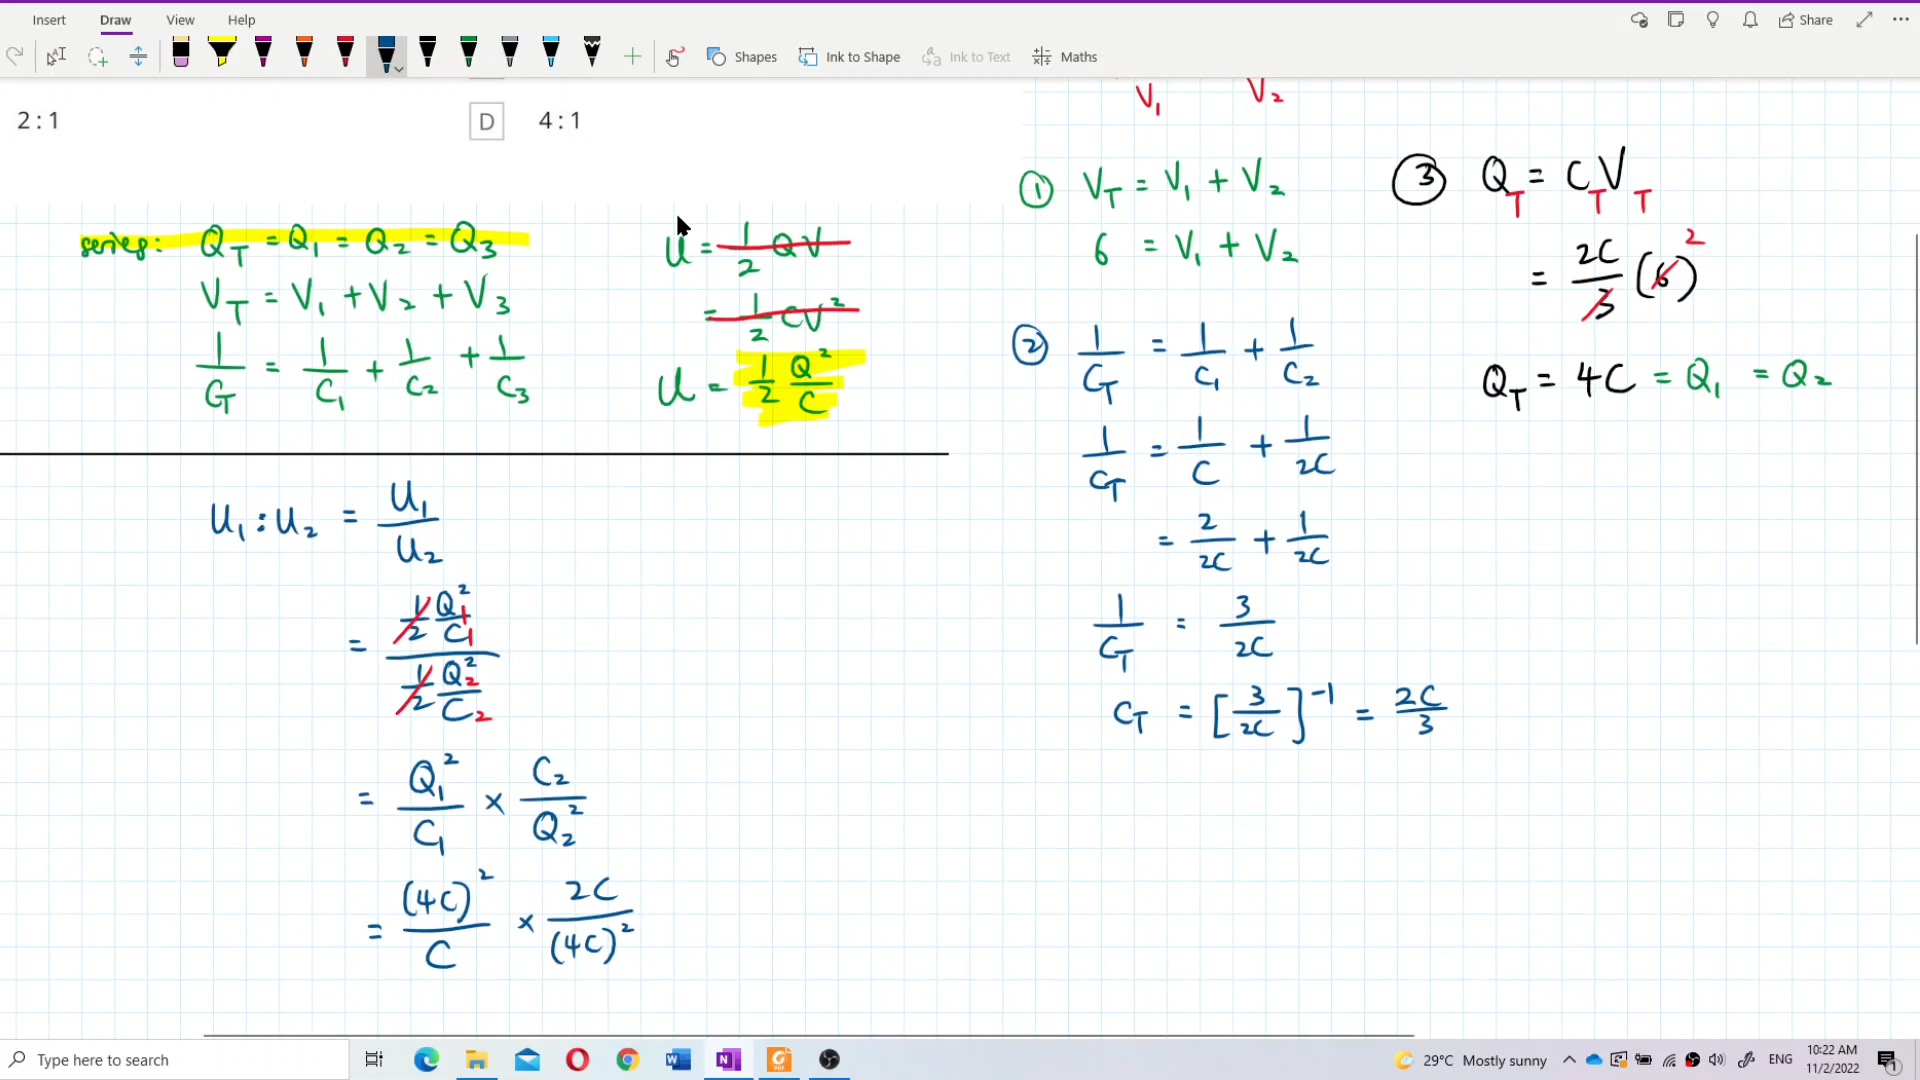 Insert Draw View Help
Share
Shapes Ink to Shape Ink to Text Maths
2 : 1 D 4 : 1
series: Q_T = Q_1 = Q_2 = Q_3
V_T = V_1 + V_2 + V_3
1/C_T = 1/C_1 + 1/C_2 + 1/C_3
U = 1/2 QV
= 1/2 CV^2
U = 1/2 Q^2/C
U_1 : U_2 = U_1/U_2
= (1/2 Q_1^2/C_1)/(1/2 Q_2^2/C_2)
= Q_1^2/C_1 × C_2/Q_2^2
= (4C)^2/C × 2C/(4C)^2
V_1 V_2
① V_T = V_1 + V_2
6 = V_1 + V_2
② 1/C_T = 1/C_1 + 1/C_2
1/C_T = 1/C + 1/2C
= 2/2C + 1/2C
1/C_T = 3/2C
C_T = [3/2C]^-1 = 2C/3
③ Q_T = C_T V_T
= 2C/3 (6) 2
Q_T = 4C = Q_1 = Q_2
Type here to search
29°C Mostly sunny ENG 10:22 AM
11/2/2022 1